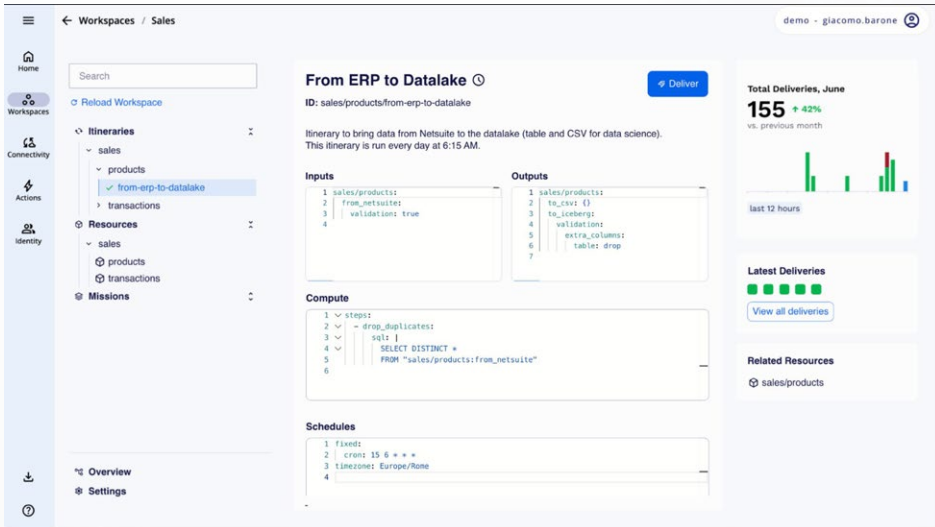 Workspaces / Sales
demo - giacomo.barone
Home
Workspaces
Connectivity
Actions
Identity
Search
Reload Workspace
Itineraries
sales
products
from-erp-to-datalake
transactions
Resources
sales
products
transactions
Missions
Overview
Settings
From ERP to Datalake
Deliver
ID: sales/products/from-erp-to-datalake
Itinerary to bring data from Netsuite to the datalake (table and CSV for data science).
This itinerary is run every day at 6:15 AM.
Inputs
1 sales/products:
2 from_netsuite:
3 validation: true
4
Outputs
1 sales/products:
2 to_csv: {}
3 to_iceberg:
4 validation:
5 extra_columns:
6 table: drop
7
Compute
1 steps:
2 - drop_duplicates:
3 sql: |
4 SELECT DISTINCT *
5 FROM "sales/products:from_netsuite"
6
Schedules
1 fixed:
2 cron: 15 6 * * *
3 timezone: Europe/Rome
4
Total Deliveries, June
155 ↑ 42%
vs. previous month
last 12 hours
Latest Deliveries
View all deliveries
Related Resources
sales/products